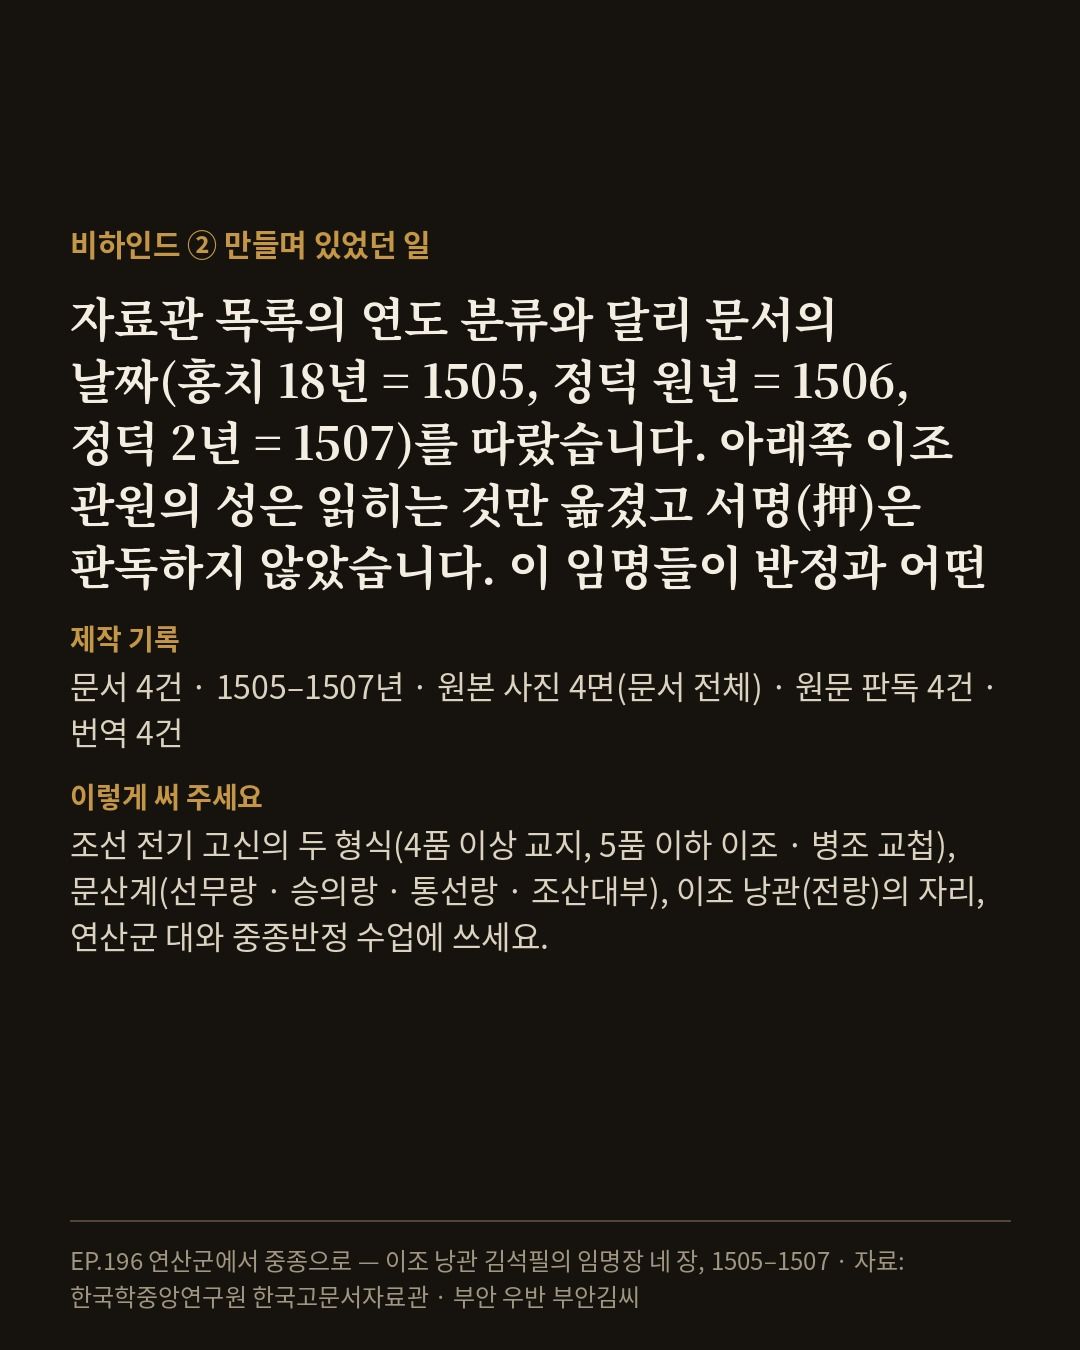 비하인드 ② 만들며 있었던 일
자료관 목록의 연도 분류와 달리 문서의
날짜(홍치 18년 = 1505, 정덕 원년 = 1506,
정덕 2년 = 1507)를 따랐습니다. 아래쪽 이조
관원의 성은 읽히는 것만 옮겼고 서명(押)은
판독하지 않았습니다. 이 임명들이 반정과 어떤
제작 기록
문서 4건 · 1505–1507년 · 원본 사진 4면(문서 전체) · 원문 판독 4건 ·
번역 4건
이렇게 써 주세요
조선 전기 고신의 두 형식(4품 이상 교지, 5품 이하 이조 · 병조 교첩),
문산계(선무랑 · 승의랑 · 통선랑 · 조산대부), 이조 낭관(전랑)의 자리,
연산군 대와 중종반정 수업에 쓰세요.
EP.196 연산군에서 중종으로 — 이조 낭관 김석필의 임명장 네 장, 1505–1507 · 자료:
한국학중앙연구원 한국고문서자료관 · 부안 우반 부안김씨